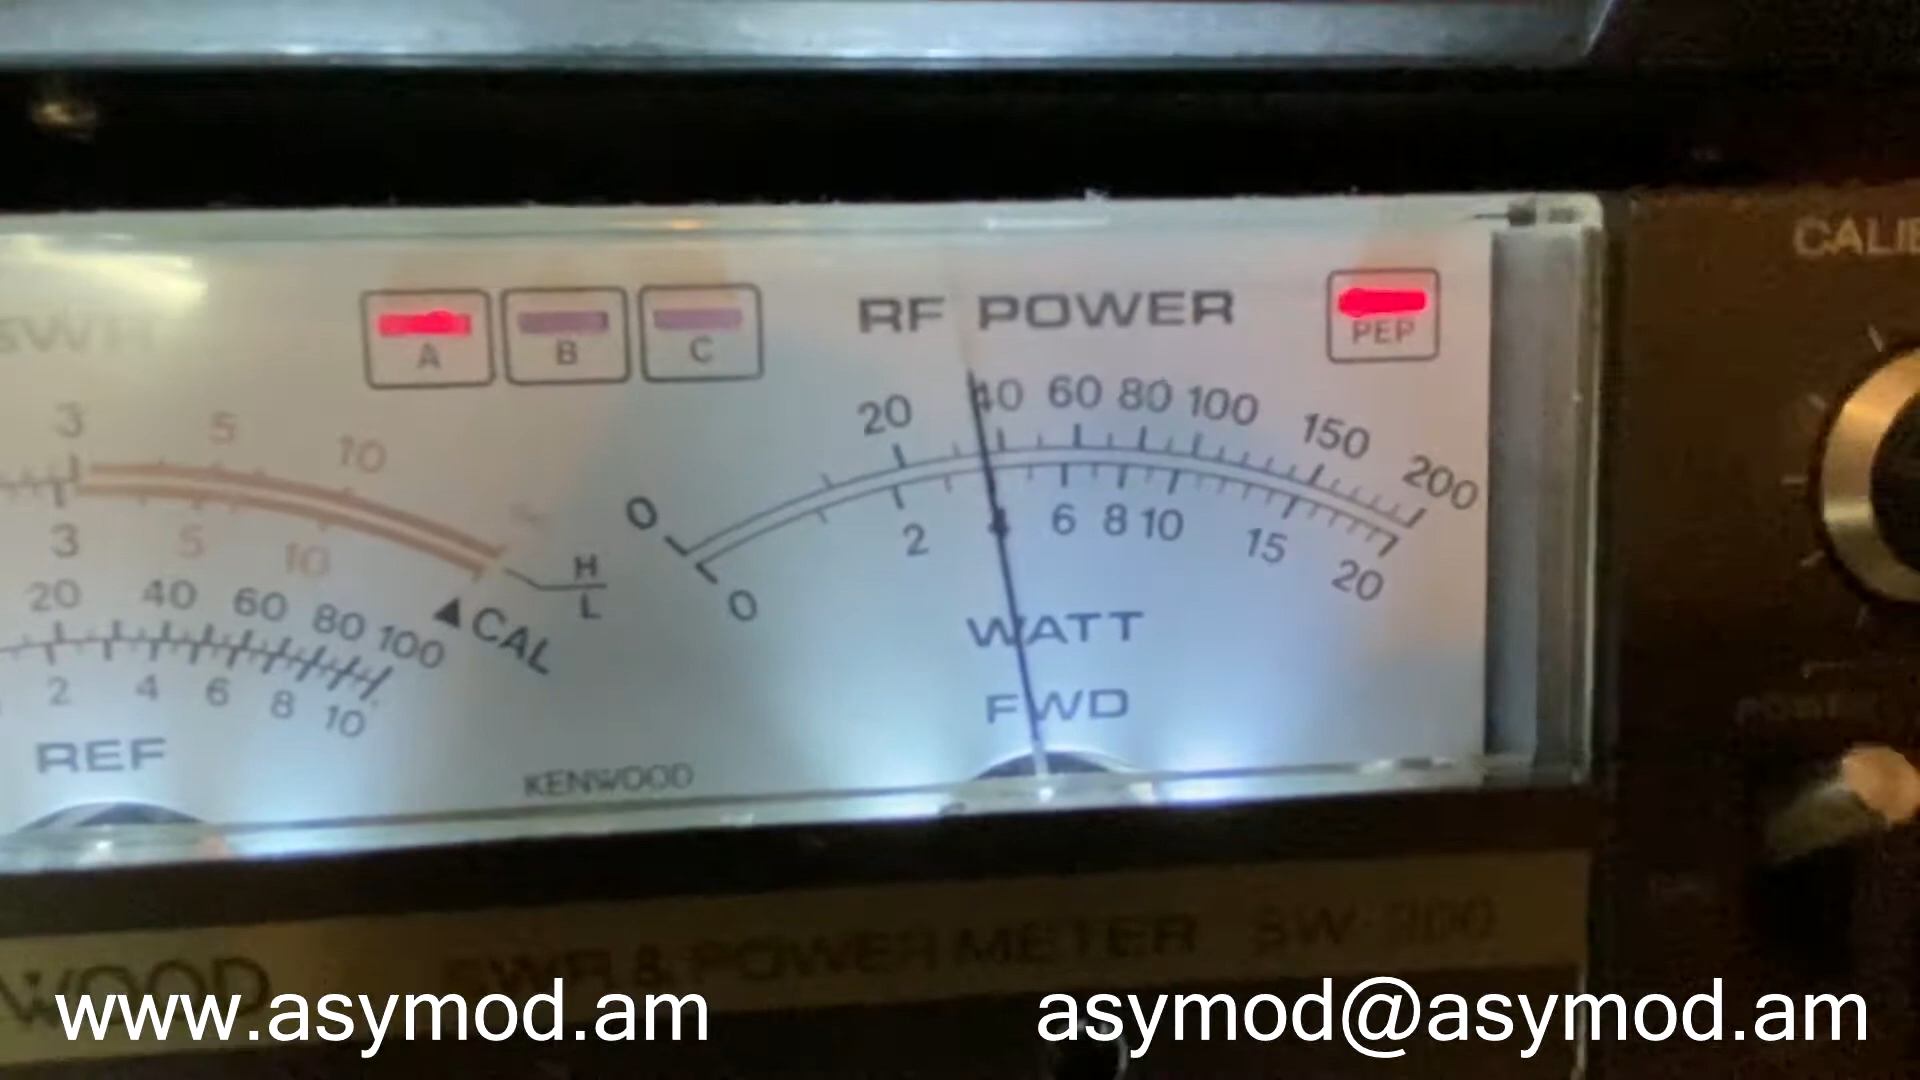 CALIB
SWR
A B C
RF POWER
PEP
3 5 10
20 40 60 80 100 150 200
0
3 5 10
2 4 6 8 10 15 20
0
H
L
20 40 60 80 100
CAL
WATT
2 4 6 8 10
FWD
POWER
REF
KENWOOD
WOOD SWR & POWER METER SW-200
www.asymod.am asymod@asymod.am